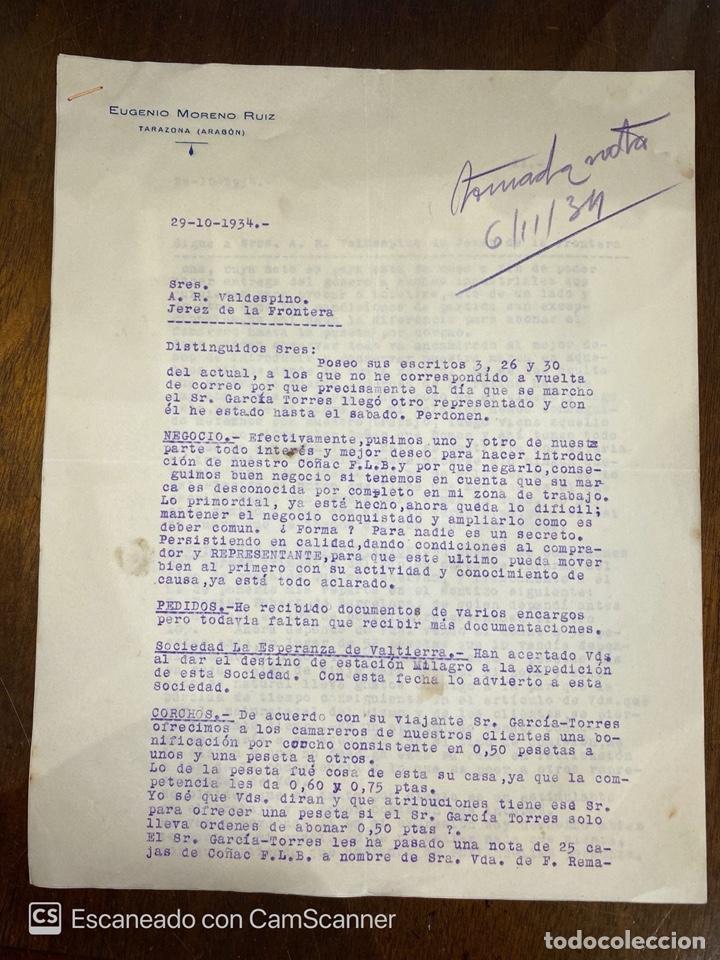 EUGENIO MORENO RUIZ
TARAZONA (ARAGÓN)
tomada nota
6/11/34
29-10-1934.-
Sres.
A. R. Valdespino.
Jerez de la Frontera
Distinguidos Sres:
Poseo sus escritos 3, 26 y 30
del actual, a los que no he correspondido a vuelta
de correo por que precisamente el día que se marcho
el Sr. García Torres llegó otro representado y con
él he estado hasta el sabado. Perdonen.
NEGOCIO.- Efectivamente,pusimos uno y otro de nuesta
parte todo interés y mejor deseo para hacer introduc
ción de nuestro Coñac F.L.B.y por que negarlo,conse-
guimos buen negocio si tenemos en cuenta que su mar-
ca es desconocida por completo en mi zona de trabajo.
Lo primordial, ya está hecho,ahora queda lo dificil;
mantener el negocio conquistado y ampliarlo como es
deber comun. ¿ Forma ? Para nadie es un secreto.
Persistiendo en calidad,dando condiciones al compra-
dor y REPRESENTANTE,para que este ultimo pueda mover
bien al primero con su actividad y conocimiento de
causa,ya está todo aclarado.
PEDIDOS.-He recibido documentos de varios encargos
pero todavia faltan que recibir más documentaciones.
Sociedad La Esperanza de Valtierra.- Han acertado Vds.
al dar el destino de estación Milagro a la expedición
de esta Sociedad. Con esta fecha lo advierto a esta
Sociedad.
CORCHOS.- De acuerdo con su viajante Sr. García-Torres
ofrecimos a los camareros de nuestros clientes una bo-
nificación por corcho consistente en 0,50 pesetas a
unos y una peseta a otros.
Lo de la peseta fué cosa de esta su casa,ya que la com-
petencia les da 0,60 y 0,75 ptas.
Yo sé que Vds. diran y que atribuciones tiene ese Sr.
para ofrecer una peseta si el Sr. García Torres solo
lleva ordenes de abonar 0,50 ptas ?.
El Sr. García-Torres les ha pasado una nota de 25 ca-
jas de Coñac F.L.B. a nombre de Sra. Vda. de F. Rema-
CS Escaneado con CamScanner
todocoleccion